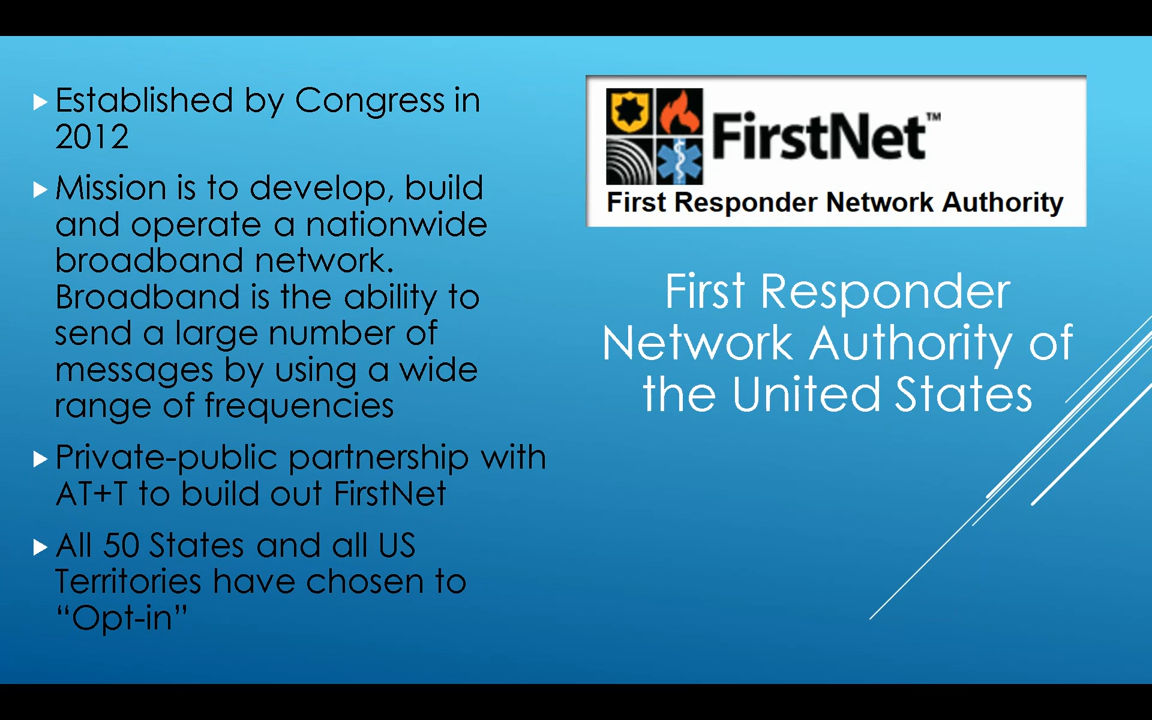 Established by Congress in
2012
Mission is to develop, build
and operate a nationwide
broadband network.
Broadband is the ability to
send a large number of
messages by using a wide
range of frequencies
Private-public partnership with
AT+T to build out FirstNet
All 50 States and all US
Territories have chosen to
“Opt-in”
FirstNet™
First Responder Network Authority
First Responder
Network Authority of
the United States